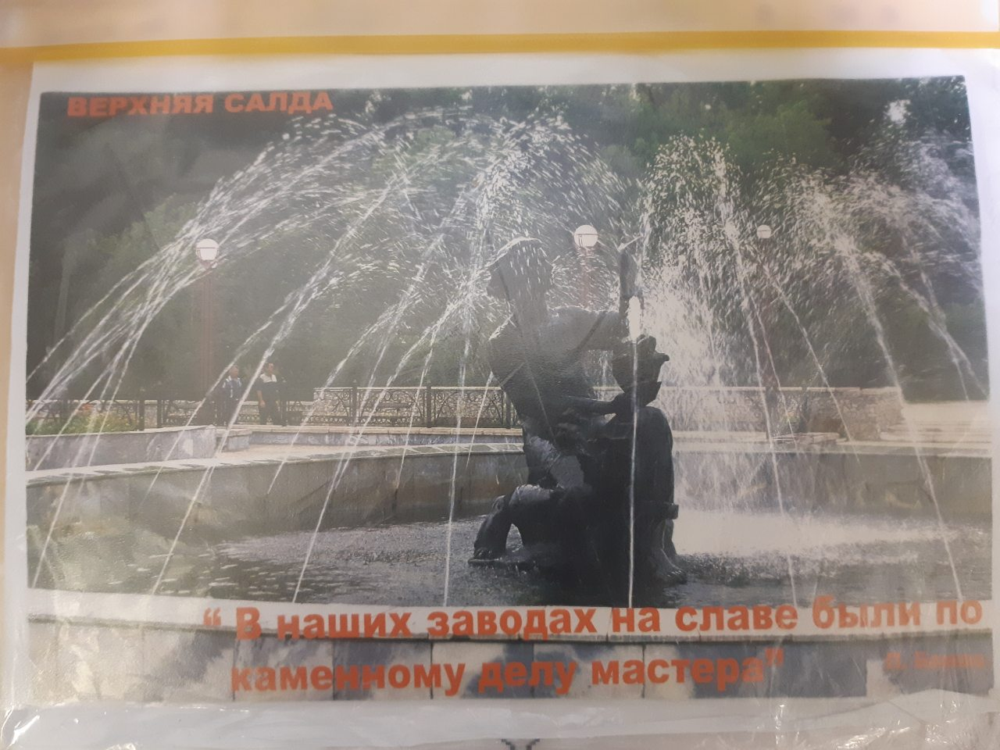 ВЕРХНЯЯ САЛДА
“ В наших заводах на славе были по
каменному делу мастера”